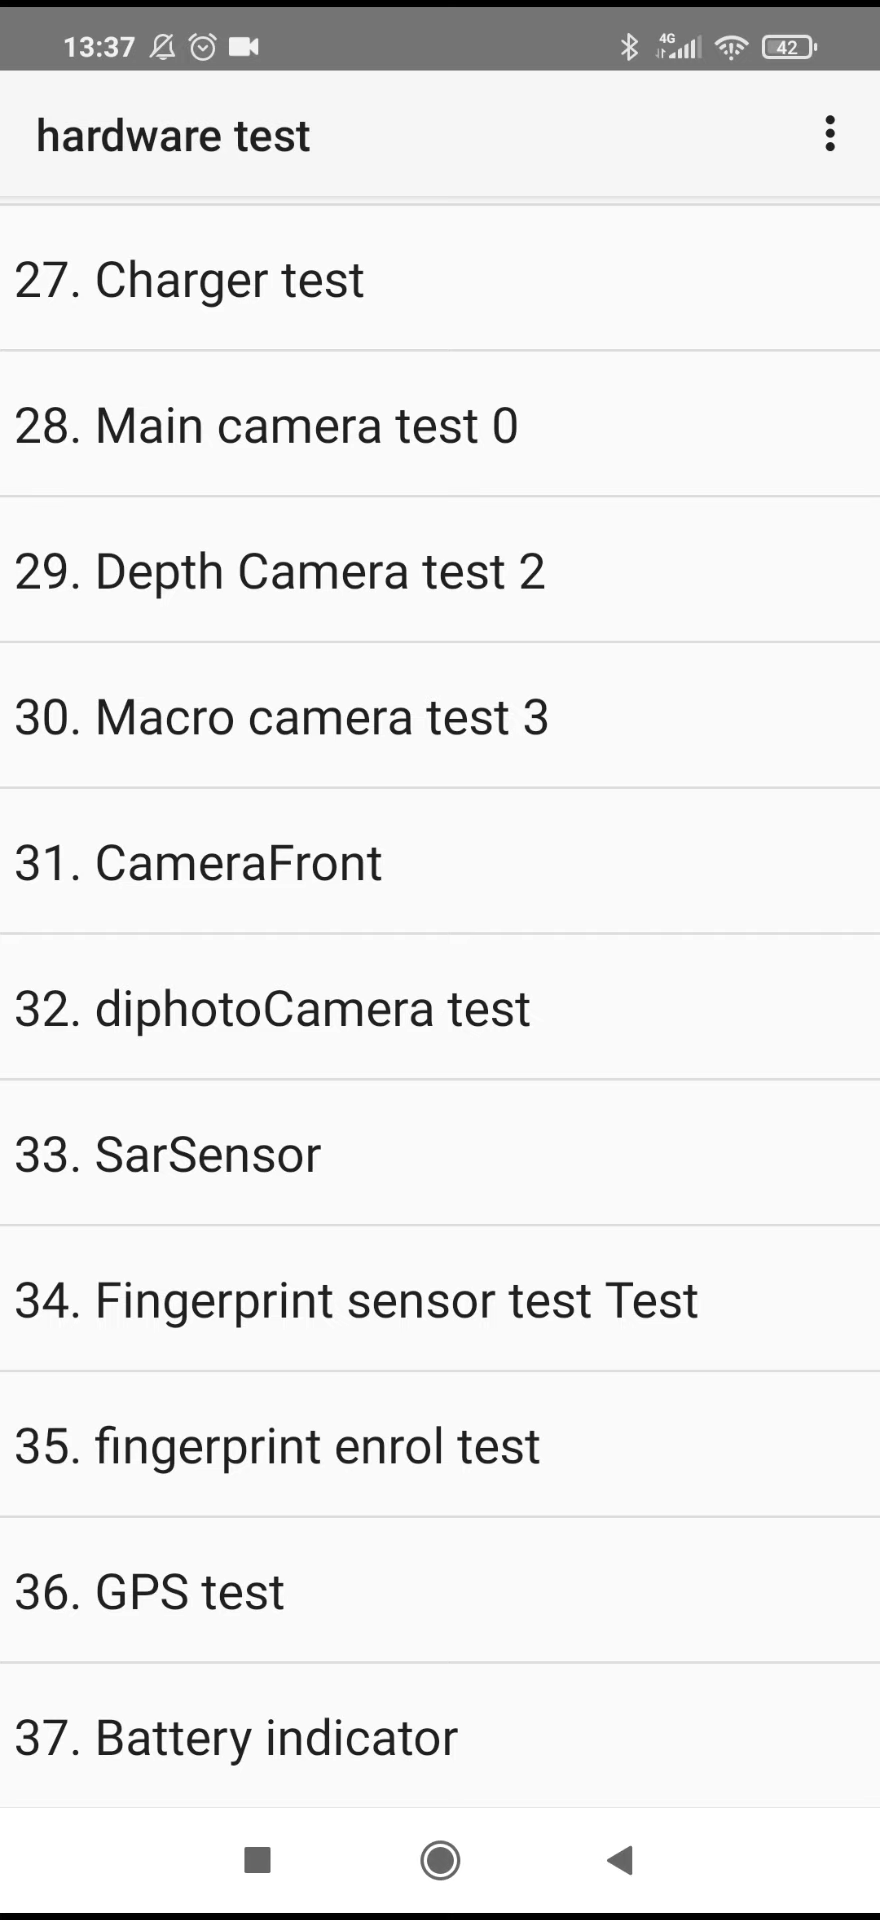 13:37 4G 42
hardware test
27. Charger test
28. Main camera test 0
29. Depth Camera test 2
30. Macro camera test 3
31. CameraFront
32. diphotoCamera test
33. SarSensor
34. Fingerprint sensor test Test
35. fingerprint enrol test
36. GPS test
37. Battery indicator